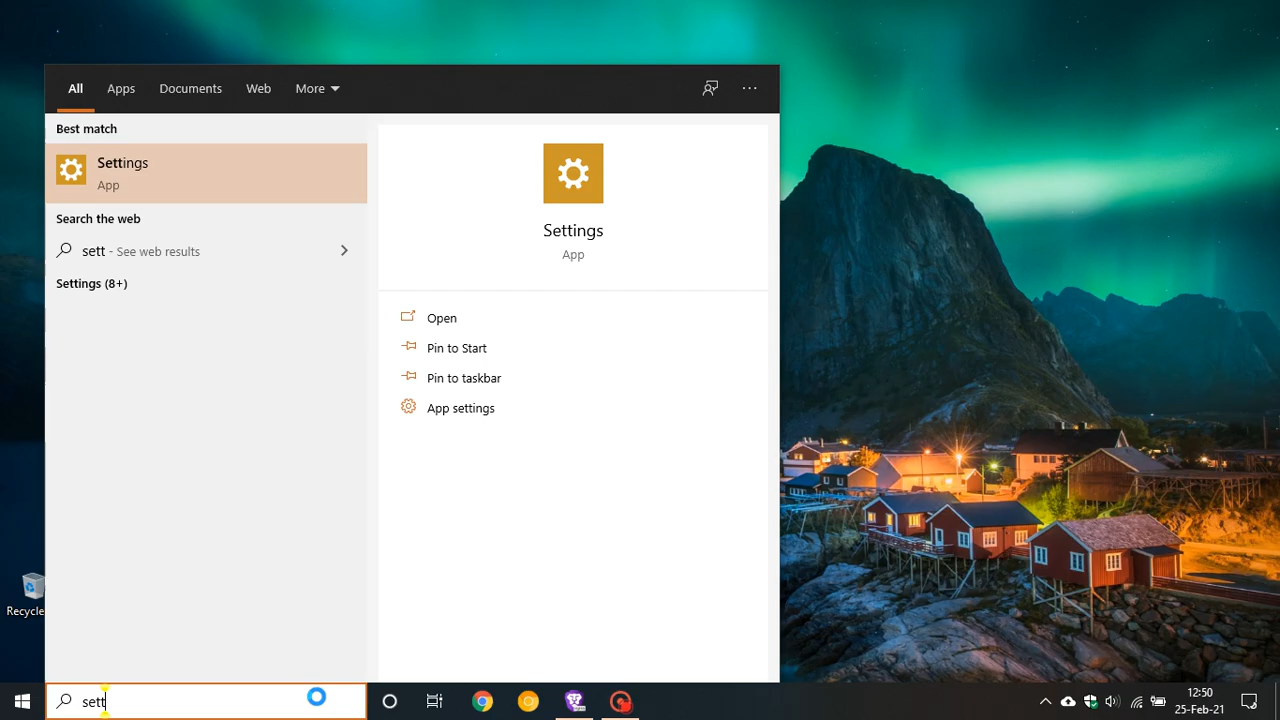 All Apps Documents Web More
Best match
Settings
App
Search the web
sett - See web results
Settings (8+)
Settings
App
Open
Pin to Start
Pin to taskbar
App settings
Recycle
sett
12:50
25-Feb-21